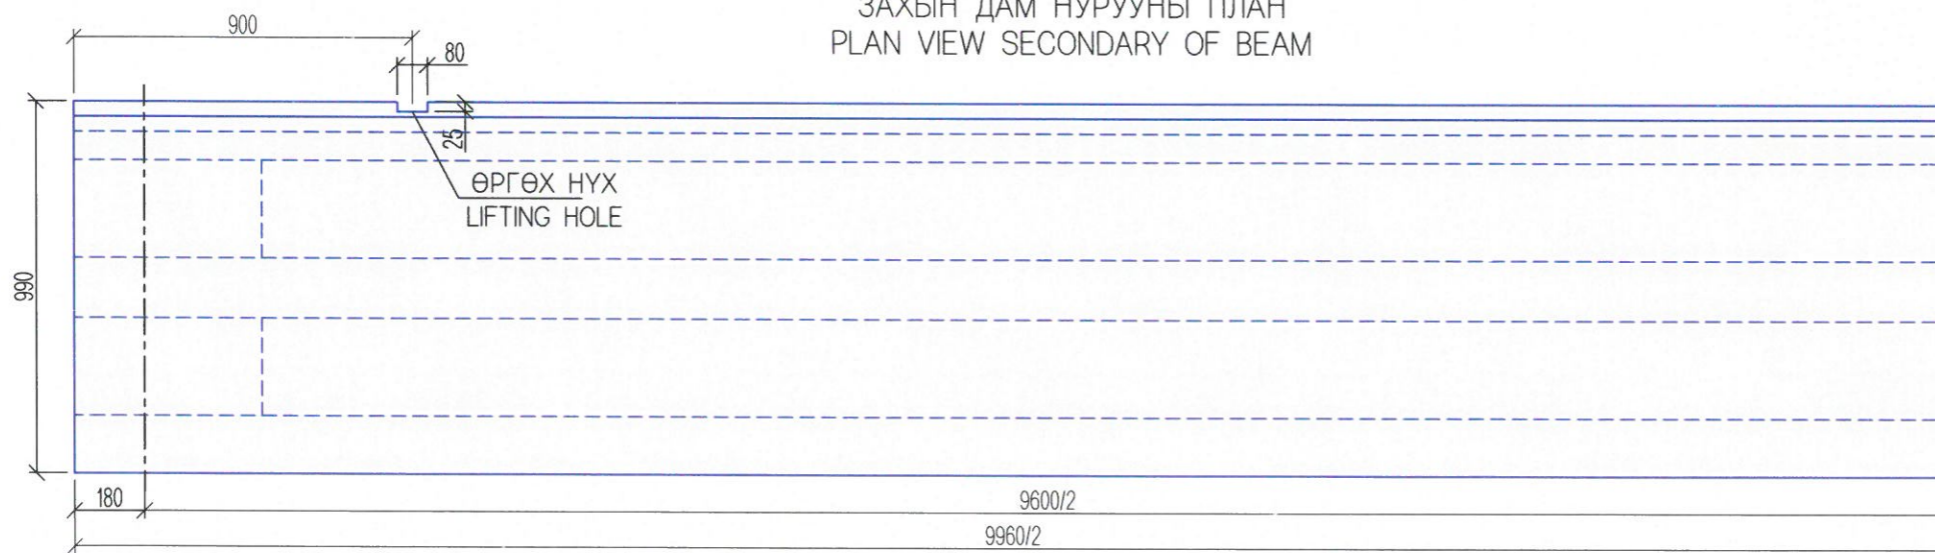 ЗАХЫН ДАМ НУРУУНЫ ПЛАН
PLAN VIEW SECONDARY OF BEAM
900
80
25
ӨРГӨХ НҮХ
LIFTING HOLE
990
180
9600/2
9960/2